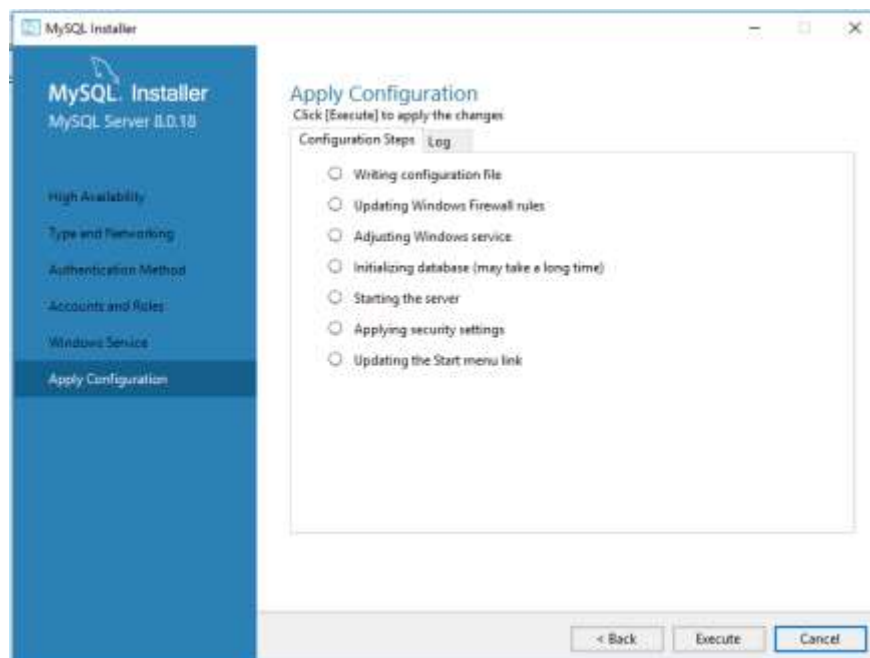 MySQL Installer
MySQL. Installer
MySQL Server 8.0.18
High Availability
Type and Networking
Authentication Method
Accounts and Roles
Windows Service
Apply Configuration
Apply Configuration
Click [Execute] to apply the changes
Configuration Steps Log
Writing configuration file
Updating Windows Firewall rules
Adjusting Windows service
Initializing database (may take a long time)
Starting the server
Applying security settings
Updating the Start menu link
< Back Execute Cancel